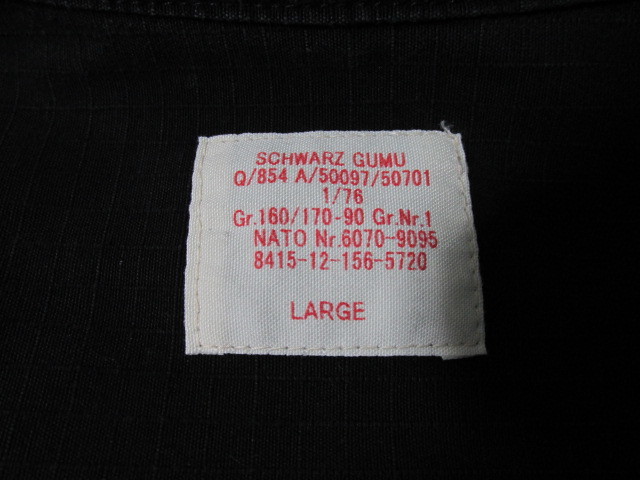 SCHWARZ GUMU
Q/854 A/50097/50701
1/76
Gr.160/170-90 Gr.Nr.1
NATO Nr.6070-9095
8415-12-156-5720
LARGE